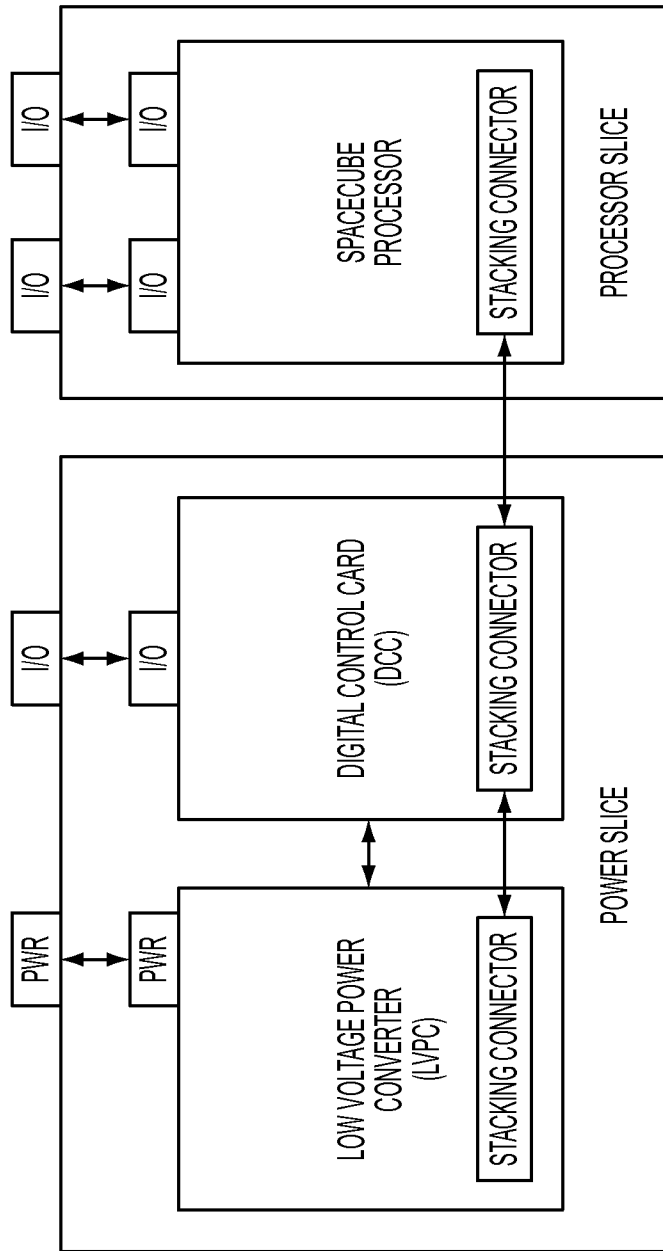 PWR
I/O
I/O
I/O
PWR
I/O
I/O
I/O
LOW VOLTAGE POWER
CONVERTER
(LVPC)
DIGITAL CONTROL CARD
(DCC)
SPACECUBE
PROCESSOR
STACKING CONNECTOR
STACKING CONNECTOR
STACKING CONNECTOR
POWER SLICE
PROCESSOR SLICE